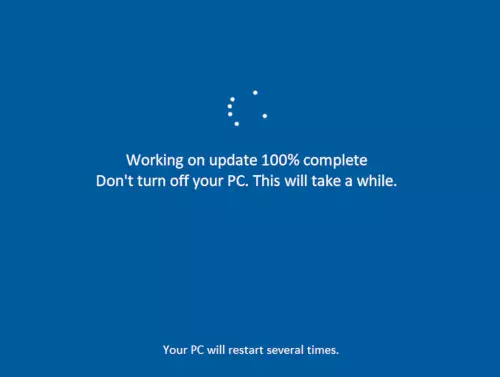 Working on update 100% complete
Don't turn off your PC. This will take a while.
Your PC will restart several times.